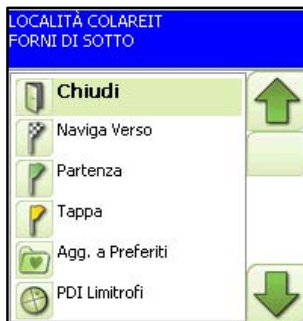 LOCALITÀ COLAREIT
FORNI DI SOTTO
Chiudi
Naviga Verso
Partenza
Tappa
Agg. a Preferiti
PDI Limitrofi